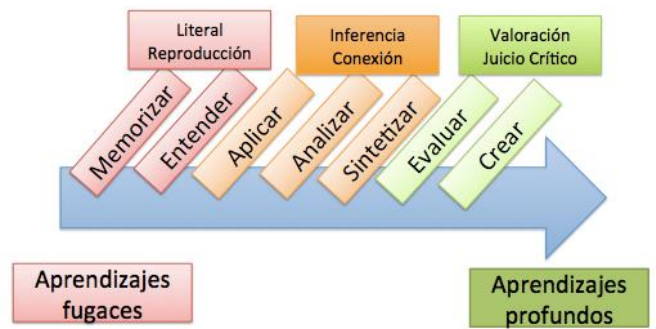 Literal
Reproducción
Inferencia
Conexión
Valoración
Juicio Crítico
Memorizar
Entender
Aplicar
Analizar
Sintetizar
Evaluar
Crear
Aprendizajes
fugaces
Aprendizajes
profundos